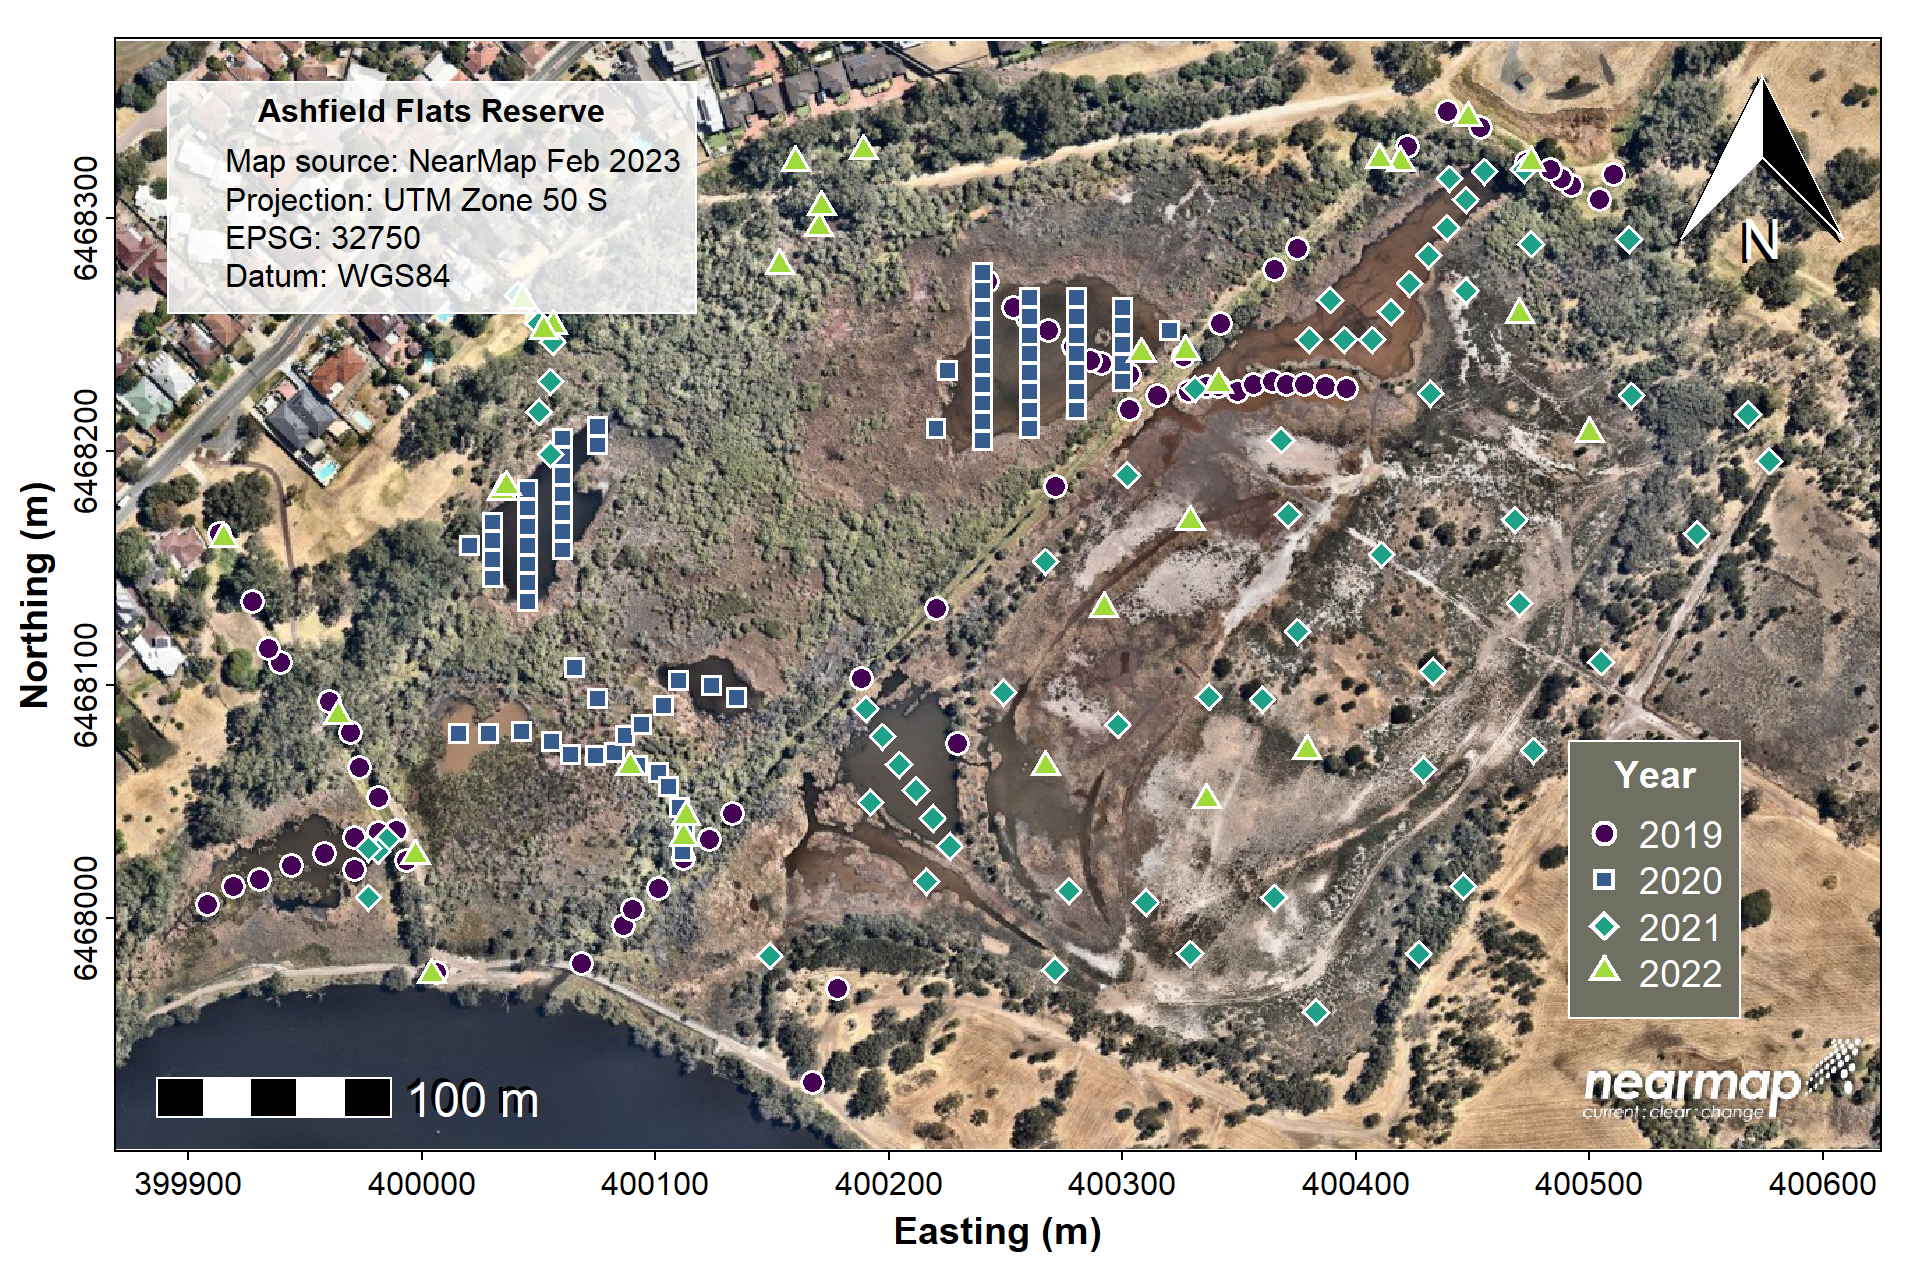 Ashfield Flats Reserve
Map source: NearMap Feb 2023
Projection: UTM Zone 50 S
EPSG: 32750
Datum: WGS84
N
6468300
6468200
6468100
6468000
Northing (m)
Year
2019
2020
2021
2022
100 m
nearmap
current:clear:change
399900 400000 400100 400200 400300 400400 400500 400600
Easting (m)